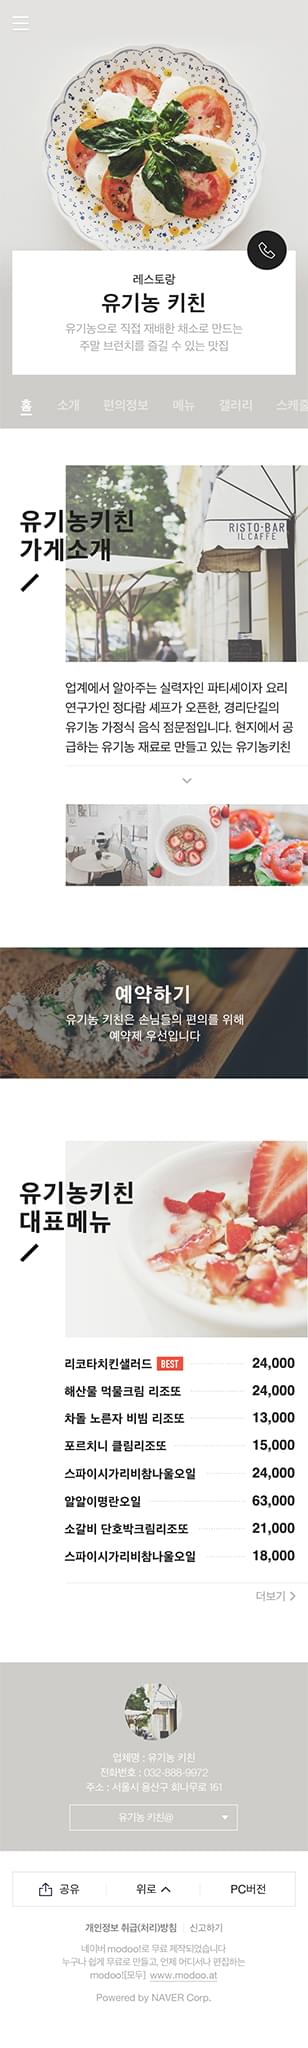 레스토랑
유기농 키친
유기농으로 직접 재배한 채소로 만드는
주말 브런치를 즐길 수 있는 맛집
홈 소개 편의정보 메뉴 갤러리 스케줄
유기농키친
가게소개
RISTO-BAR
IL CAFFE
업계에서 알아주는 실력자인 파티셰이자 요리
연구가인 정다람 셰프가 오픈한, 경리단길의
유기농 가정식 음식 점문점입니다. 현지에서 공
급하는 유기농 재료로 만들고 있는 유기농키친
예약하기
유기농 키친은 손님들의 편의를 위해
예약제 우선입니다
유기농키친
대표메뉴
리코타치킨샐러드 BEST 24,000
해산물 먹물크림 리조또 24,000
차돌 노른자 비빔 리조또 13,000
포르치니 클림리조또 15,000
스파이시가리비참나울오일 24,000
알알이명란오일 63,000
소갈비 단호박크림리조또 21,000
스파이시가리비참나울오일 18,000
더보기
업체명 : 유기농 키친
전화번호 : 032-888-9972
주소 : 서울시 용산구 회나무로 161
유기농 키친@
공유 위로 PC버전
개인정보 취급(처리)방침 신고하기
네이버 modoo!로 무료 제작되었습니다
누구나 쉽게 무료로 만들고, 언제 어디서나 편집하는
modoo![모두] www.modoo.at
Powered by NAVER Corp.